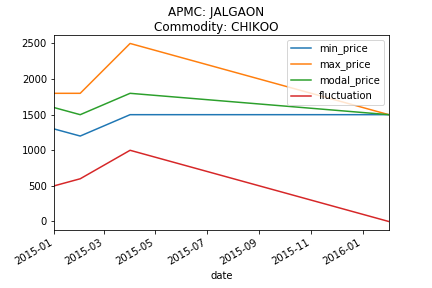 APMC: JALGAON
Commodity: CHIKOO
min_price
max_price
modal_price
fluctuation
2500
2000
1500
1000
500
0
2015-01
2015-03
2015-05
2015-07
2015-09
2015-11
2016-01
date